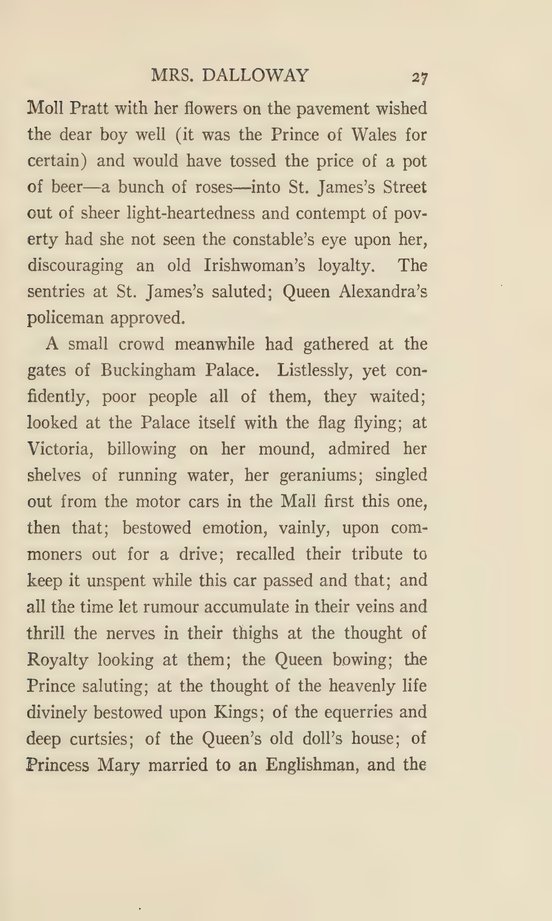 MRS. DALLOWAY 27
Moll Pratt with her flowers on the pavement wished
the dear boy well (it was the Prince of Wales for
certain) and would have tossed the price of a pot
of beer—a bunch of roses—into St. James's Street
out of sheer light-heartedness and contempt of pov-
erty had she not seen the constable's eye upon her,
discouraging an old Irishwoman's loyalty. The
sentries at St. James's saluted; Queen Alexandra's
policeman approved.
A small crowd meanwhile had gathered at the
gates of Buckingham Palace. Listlessly, yet con-
fidently, poor people all of them, they waited;
looked at the Palace itself with the flag flying; at
Victoria, billowing on her mound, admired her
shelves of running water, her geraniums; singled
out from the motor cars in the Mall first this one,
then that; bestowed emotion, vainly, upon com-
moners out for a drive; recalled their tribute to
keep it unspent while this car passed and that; and
all the time let rumour accumulate in their veins and
thrill the nerves in their thighs at the thought of
Royalty looking at them; the Queen bowing; the
Prince saluting; at the thought of the heavenly life
divinely bestowed upon Kings; of the equerries and
deep curtsies; of the Queen's old doll's house; of
Princess Mary married to an Englishman, and the